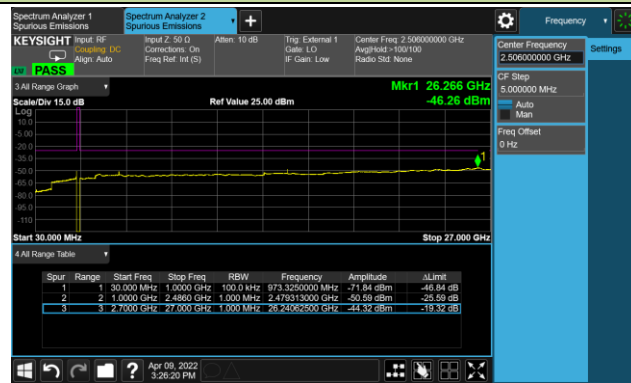 Spectrum Analyzer 1
Spurious Emissions
Spectrum Analyzer 2
Spurious Emissions
Frequency
KEYSIGHT
Input: RF
Coupling: DC
Align: Auto
Input Z: 50 Ω
Corrections: On
Freq Ref: Int (S)
Atten: 10 dB
Trig: External 1
Gate: LO
IF Gain: Low
Center Freq: 2.506000000 GHz
Avg|Hold:>100/100
Radio Std: None
PASS
Center Frequency
2.506000000 GHz
Settings
CF Step
5.000000 MHz
Auto
Man
Freq Offset
0 Hz
3 All Range Graph
Mkr1 26.266 GHz
Scale/Div 15.0 dB
Ref Value 25.00 dBm
-46.26 dBm
Log
10.0
-5.00
-20.0
-35.0
-50.0
-65.0
-80.0
-95.0
-110
1
Start 30.000 MHz
Stop 27.000 GHz
4 All Range Table
Spur Range Start Freq Stop Freq RBW Frequency Amplitude ΔLimit
1 1 30.000 MHz 1.0000 GHz 100.0 kHz 973.3250000 MHz -71.84 dBm -46.84 dB
2 2 1.0000 GHz 2.4860 GHz 1.000 MHz 2.479313000 GHz -50.59 dBm -25.59 dB
3 3 2.7000 GHz 27.000 GHz 1.000 MHz 26.24062500 GHz -44.32 dBm -19.32 dB
Apr 09, 2022
3:26:20 PM